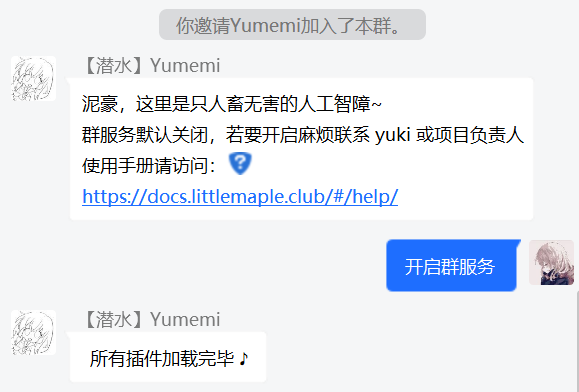 你邀请Yumemi加入了本群。
【潜水】Yumemi
泥豪，这里是只人畜无害的人工智障~
群服务默认关闭，若要开启麻烦联系 yuki 或项目负责人
使用手册请访问：
https://docs.littlemaple.club/#/help/
开启群服务
【潜水】Yumemi
所有插件加载完毕♪